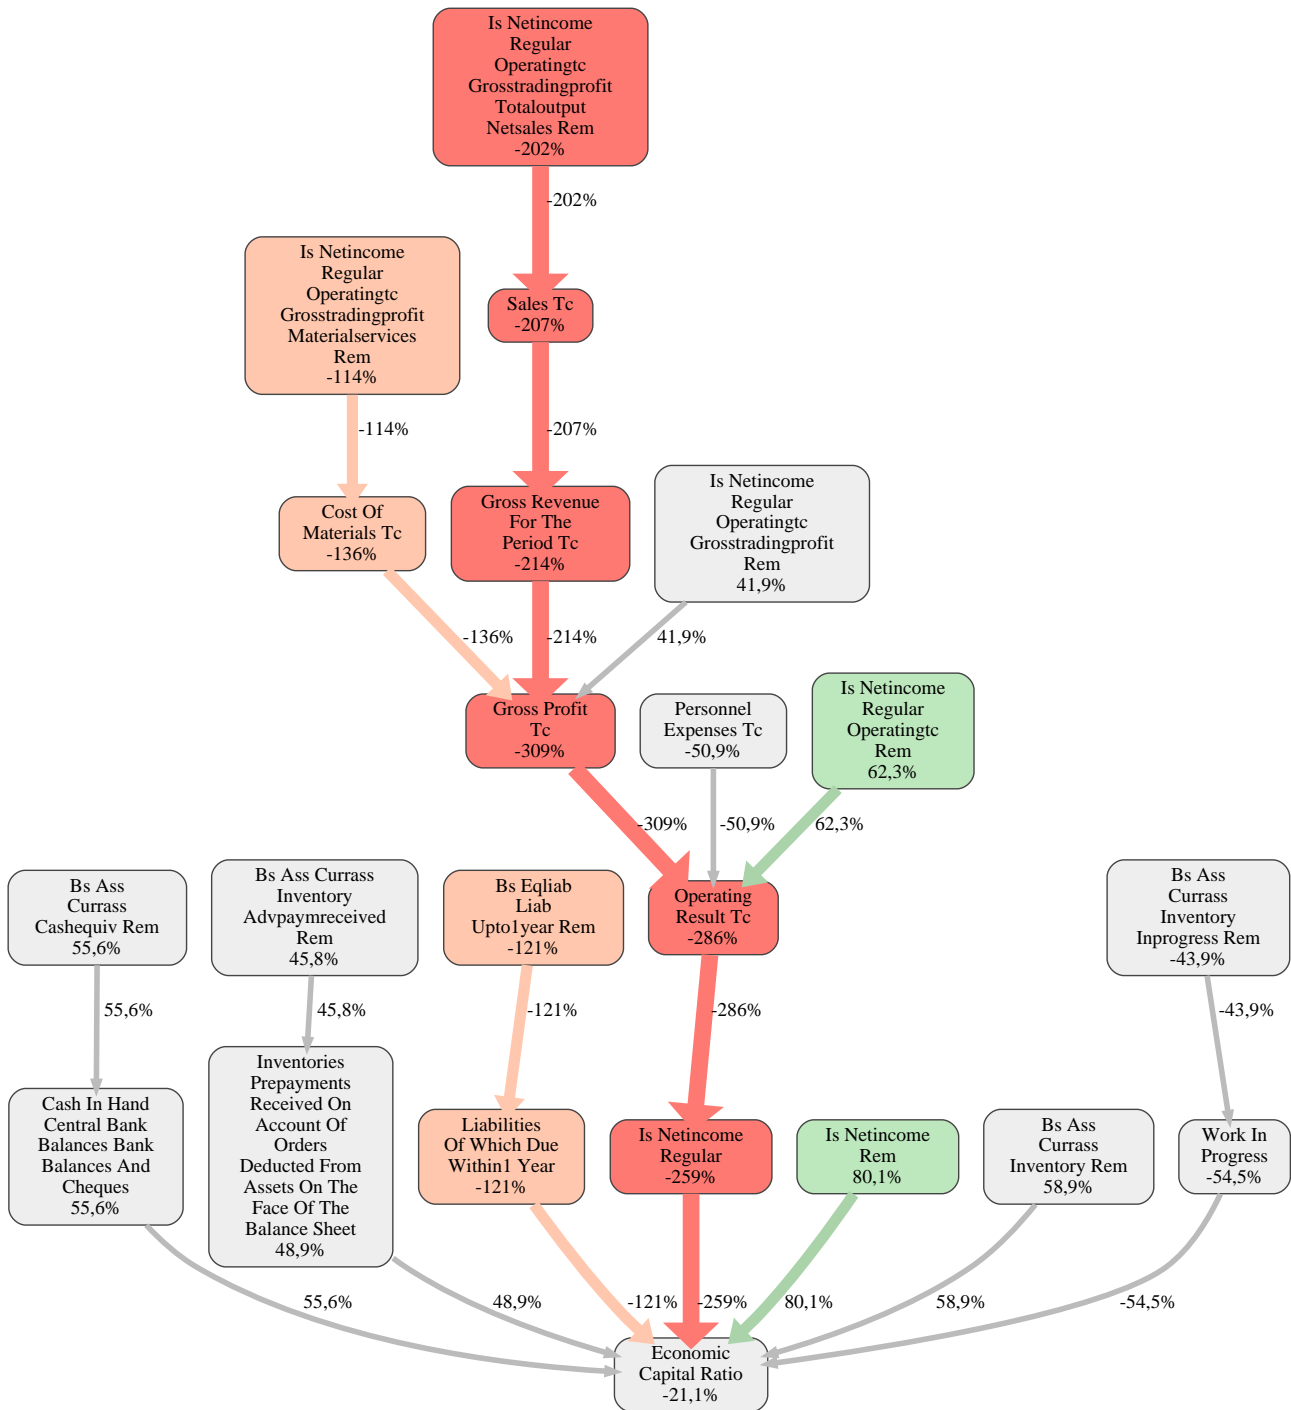 Is Netincome
Regular
Operatingtc
Grosstradingprofit
Totaloutput
Netsales Rem
-202%
-202%
Is Netincome
Regular
Operatingtc
Grosstradingprofit
Materialservices
Rem
-114%
Sales Tc
-207%
-114%
-207%
Cost Of
Materials Tc
-136%
Gross Revenue
For The
Period Tc
-214%
Is Netincome
Regular
Operatingtc
Grosstradingprofit
Rem
41,9%
-136%
-214%
41,9%
Gross Profit
Tc
-309%
Personnel
Expenses Tc
-50,9%
Is Netincome
Regular
Operatingtc
Rem
62,3%
-309%
-50,9%
62,3%
Bs Ass
Currass
Cashequiv Rem
55,6%
Bs Ass Currass
Inventory
Advpaymreceived
Rem
45,8%
Bs Eqliab
Liab
Upto1year Rem
-121%
Operating
Result Tc
-286%
Bs Ass
Currass
Inventory
Inprogress Rem
-43,9%
55,6%
45,8%
-121%
-286%
-43,9%
Cash In Hand
Central Bank
Balances Bank
Balances And
Cheques
55,6%
Inventories
Prepayments
Received On
Account Of
Orders
Deducted From
Assets On The
Face Of The
Balance Sheet
48,9%
Liabilities
Of Which Due
Within1 Year
-121%
Is Netincome
Regular
-259%
Is Netincome
Rem
80,1%
Bs Ass
Currass
Inventory Rem
58,9%
Work In
Progress
-54,5%
55,6%
48,9%
-121%
-259%
80,1%
58,9%
-54,5%
Economic
Capital Ratio
-21,1%